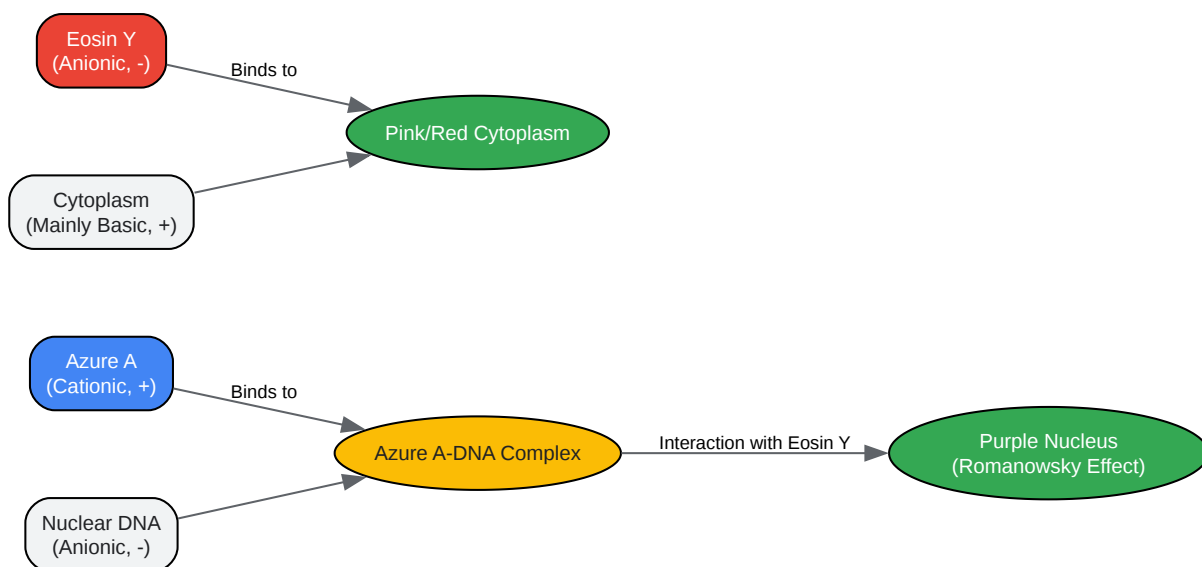 Eosin Y
(Anionic, -)
Binds to
Pink/Red Cytoplasm
Cytoplasm
(Mainly Basic, +)
Azure A
(Cationic, +)
Binds to
Azure A-DNA Complex
Interaction with Eosin Y
Purple Nucleus
(Romanowsky Effect)
Nuclear DNA
(Anionic, -)